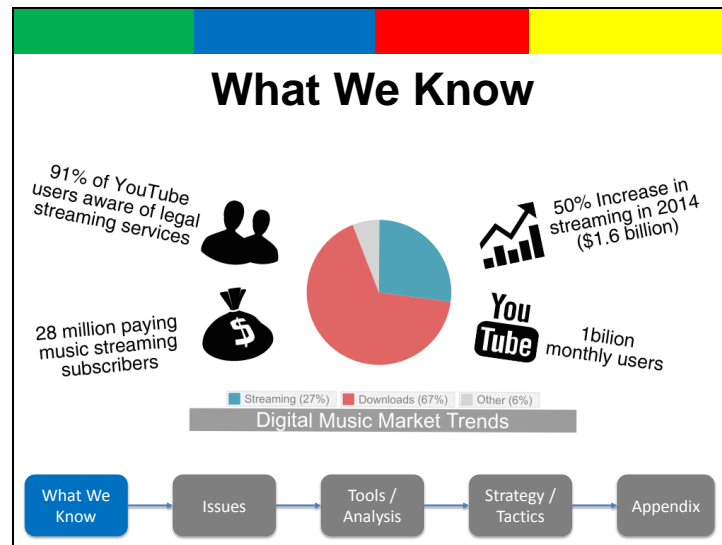 What We Know
91% of YouTube
users aware of legal
streaming services
50% Increase in
streaming in 2014
($1.6 billion)
28 million paying
music streaming
subscribers
$
You
Tube
1bilion
monthly users
Streaming (27%)
Downloads (67%)
Other (6%)
Digital Music Market Trends
What We
Know
Issues
Tools /
Analysis
Strategy /
Tactics
Appendix